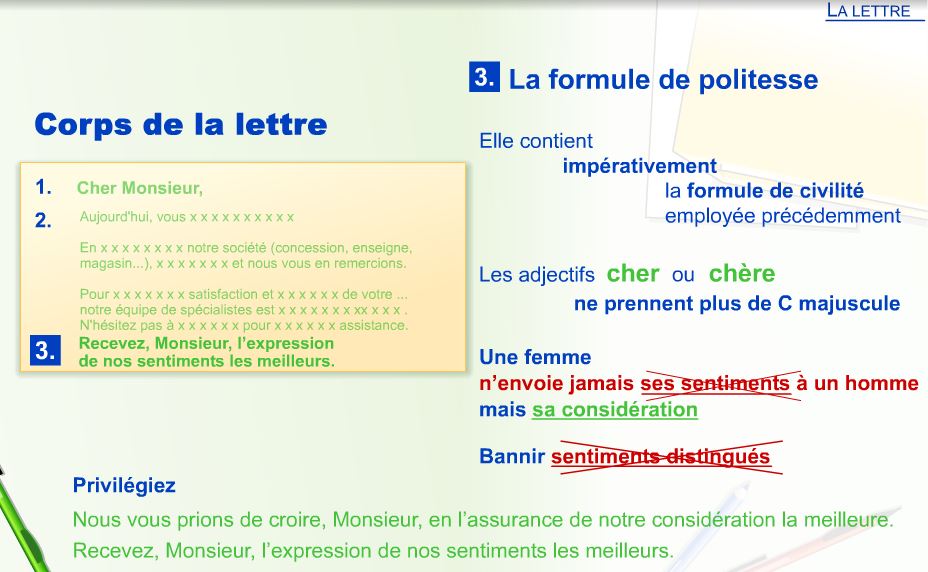 LA LETTRE
Corps de la lettre
1. Cher Monsieur,
2. Aujourd'hui, vous x x x x x x x x x x
En x x x x x x x x notre société (concession, enseigne,
magasin...), x x x x x x x et nous vous en remercions.
Pour x x x x x x x satisfaction et x x x x x x de votre ...
notre équipe de spécialistes est x x x x x x x xx x x x .
N'hésitez pas à x x x x x x pour x x x x x x assistance.
3. Recevez, Monsieur, l'expression
de nos sentiments les meilleurs.
3. La formule de politesse
Elle contient
impérativement
la formule de civilité
employée précédemment
Les adjectifs cher ou chère
ne prennent plus de C majuscule
Une femme
n'envoie jamais ses sentiments à un homme
mais sa considération
Bannir sentiments distingués
Privilégiez
Nous vous prions de croire, Monsieur, en l'assurance de notre considération la meilleure.
Recevez, Monsieur, l'expression de nos sentiments les meilleurs.